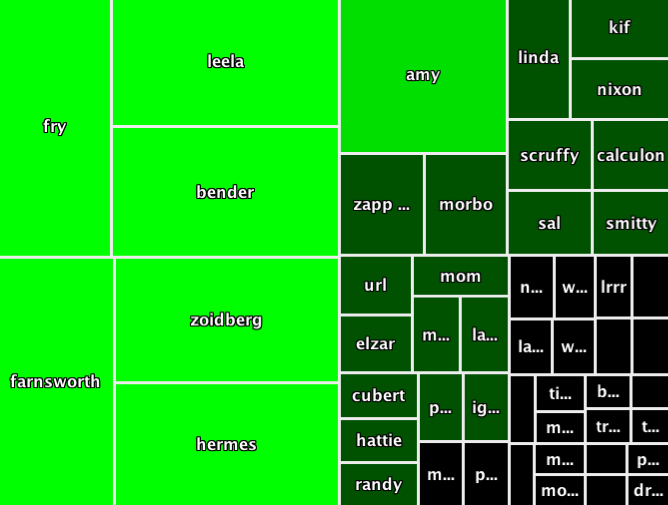 fry
leela
bender
amy
zapp ...
morbo
linda
kif
nixon
scruffy
calculon
sal
smitty
farnsworth
zoidberg
hermes
url
mom
elzar
m...
la...
cubert
p...
ig...
hattie
randy
m...
p...
n...
w...
lrrr
la...
w...
ti...
b...
m...
tr...
t...
m...
p...
mo...
dr...